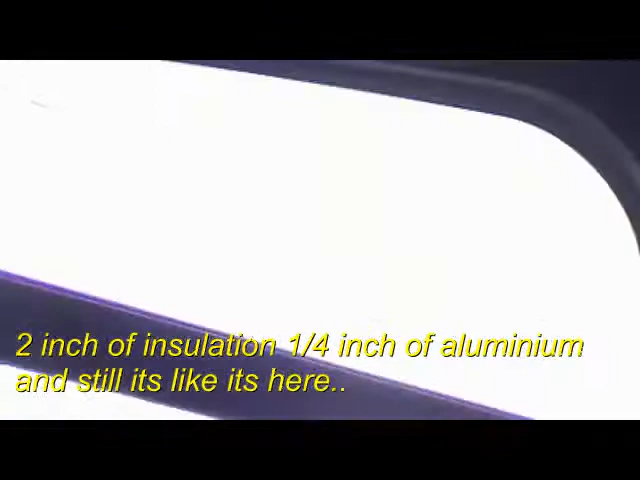 2 inch of insulation 1/4 inch of aluminium
and still its like its here..